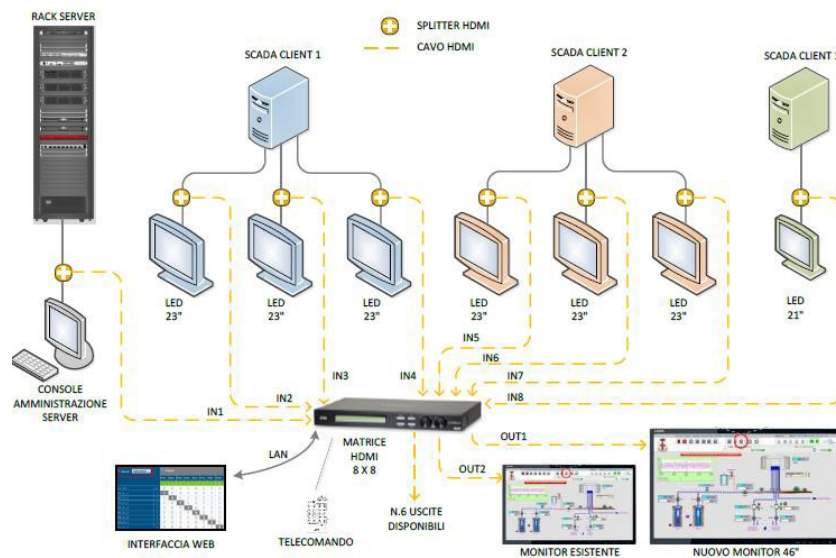 RACK SERVER
SPLITTER HDMI
CAVO HDMI
SCADA CLIENT 1
SCADA CLIENT 2
SCADA CLIENT 3
LED
23"
LED
23"
LED
23"
LED
23"
LED
23"
LED
23"
LED
21"
CONSOLE
AMMINISTRAZIONE
SERVER
IN1
IN2
IN3
IN4
IN5
IN6
IN7
IN8
MATRICE
HDMI
8 X 8
LAN
OUT1
OUT2
INTERFACCIA WEB
TELECOMANDO
N.6 USCITE
DISPONIBILI
MONITOR ESISTENTE
NUOVO MONITOR 46"